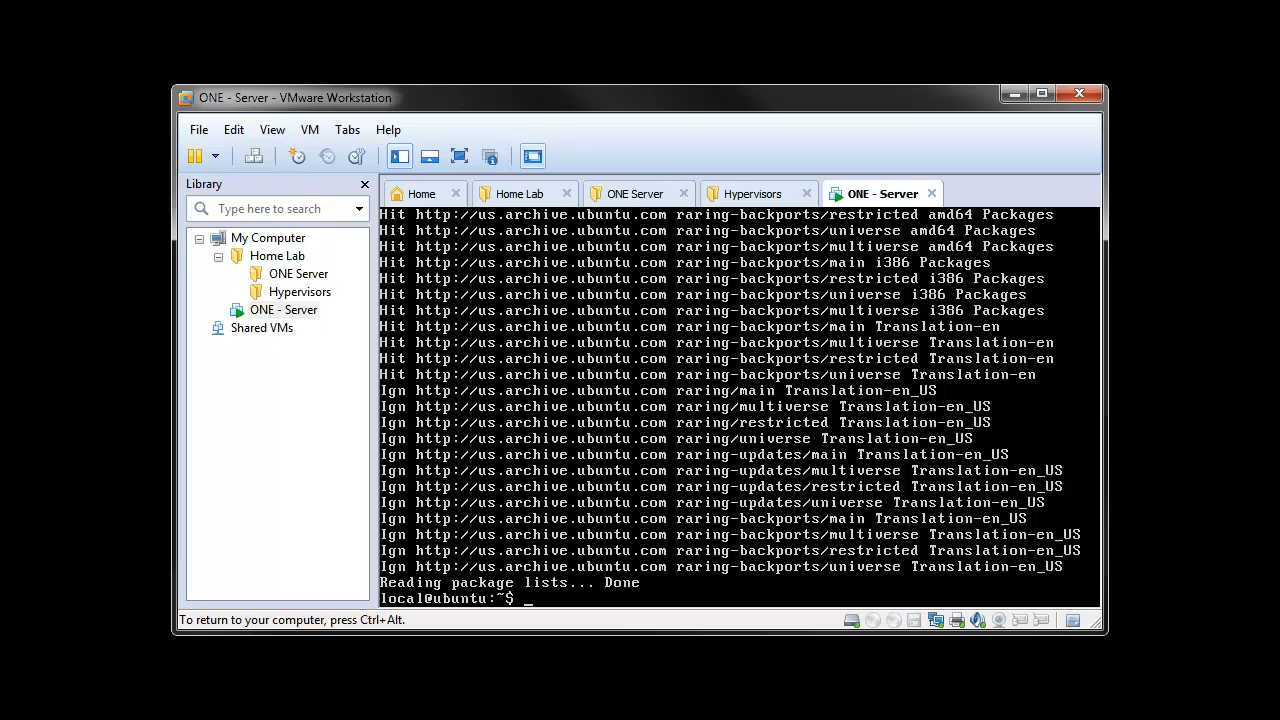 ONE - Server - VMware Workstation
File Edit View VM Tabs Help
Library
Type here to search
My Computer
Home Lab
ONE Server
Hypervisors
ONE - Server
Shared VMs
Home Home Lab ONE Server Hypervisors ONE - Server
Hit http://us.archive.ubuntu.com raring-backports/restricted amd64 Packages
Hit http://us.archive.ubuntu.com raring-backports/universe amd64 Packages
Hit http://us.archive.ubuntu.com raring-backports/multiverse amd64 Packages
Hit http://us.archive.ubuntu.com raring-backports/main i386 Packages
Hit http://us.archive.ubuntu.com raring-backports/restricted i386 Packages
Hit http://us.archive.ubuntu.com raring-backports/universe i386 Packages
Hit http://us.archive.ubuntu.com raring-backports/multiverse i386 Packages
Hit http://us.archive.ubuntu.com raring-backports/main Translation-en
Hit http://us.archive.ubuntu.com raring-backports/multiverse Translation-en
Hit http://us.archive.ubuntu.com raring-backports/restricted Translation-en
Hit http://us.archive.ubuntu.com raring-backports/universe Translation-en
Ign http://us.archive.ubuntu.com raring/main Translation-en_US
Ign http://us.archive.ubuntu.com raring/multiverse Translation-en_US
Ign http://us.archive.ubuntu.com raring/restricted Translation-en_US
Ign http://us.archive.ubuntu.com raring/universe Translation-en_US
Ign http://us.archive.ubuntu.com raring-updates/main Translation-en_US
Ign http://us.archive.ubuntu.com raring-updates/multiverse Translation-en_US
Ign http://us.archive.ubuntu.com raring-updates/restricted Translation-en_US
Ign http://us.archive.ubuntu.com raring-updates/universe Translation-en_US
Ign http://us.archive.ubuntu.com raring-backports/main Translation-en_US
Ign http://us.archive.ubuntu.com raring-backports/multiverse Translation-en_US
Ign http://us.archive.ubuntu.com raring-backports/restricted Translation-en_US
Ign http://us.archive.ubuntu.com raring-backports/universe Translation-en_US
Reading package lists... Done
local@ubuntu:~$ _
To return to your computer, press Ctrl+Alt.